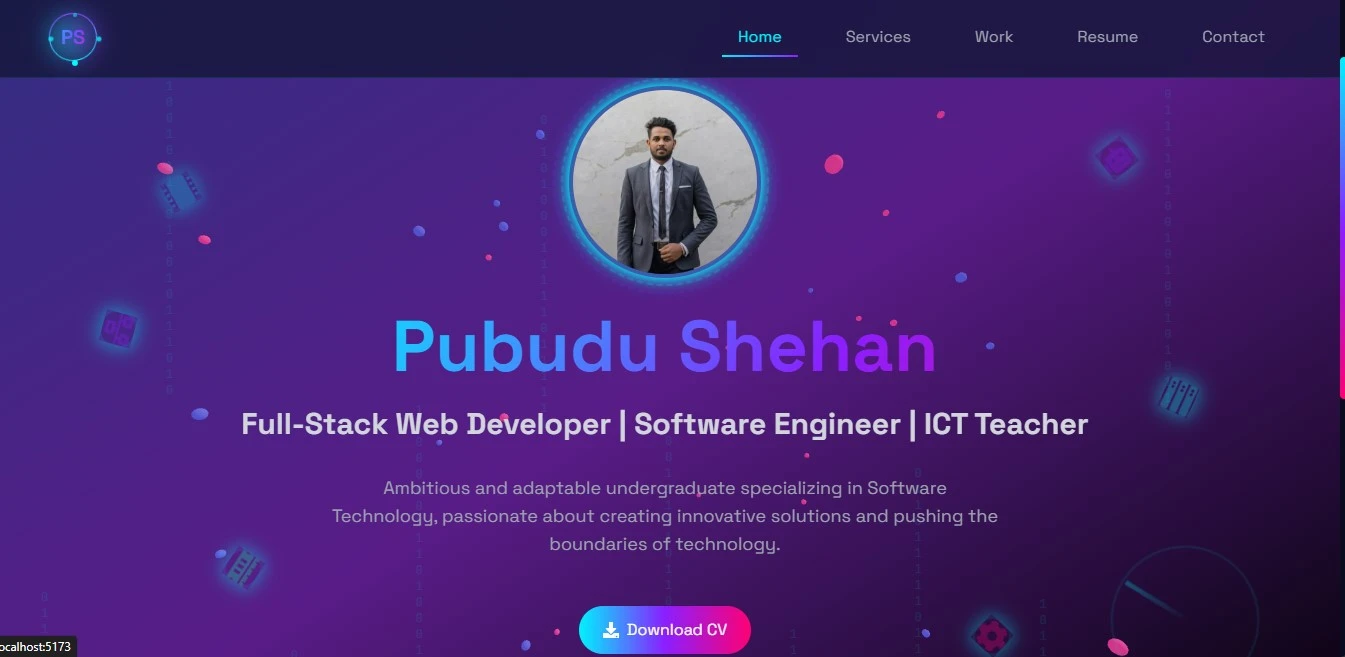 PS
Home Services Work Resume Contact
Pubudu Shehan
Full-Stack Web Developer | Software Engineer | ICT Teacher
Ambitious and adaptable undergraduate specializing in Software
Technology, passionate about creating innovative solutions and pushing the
boundaries of technology.
Download CV
ocalhost:5173